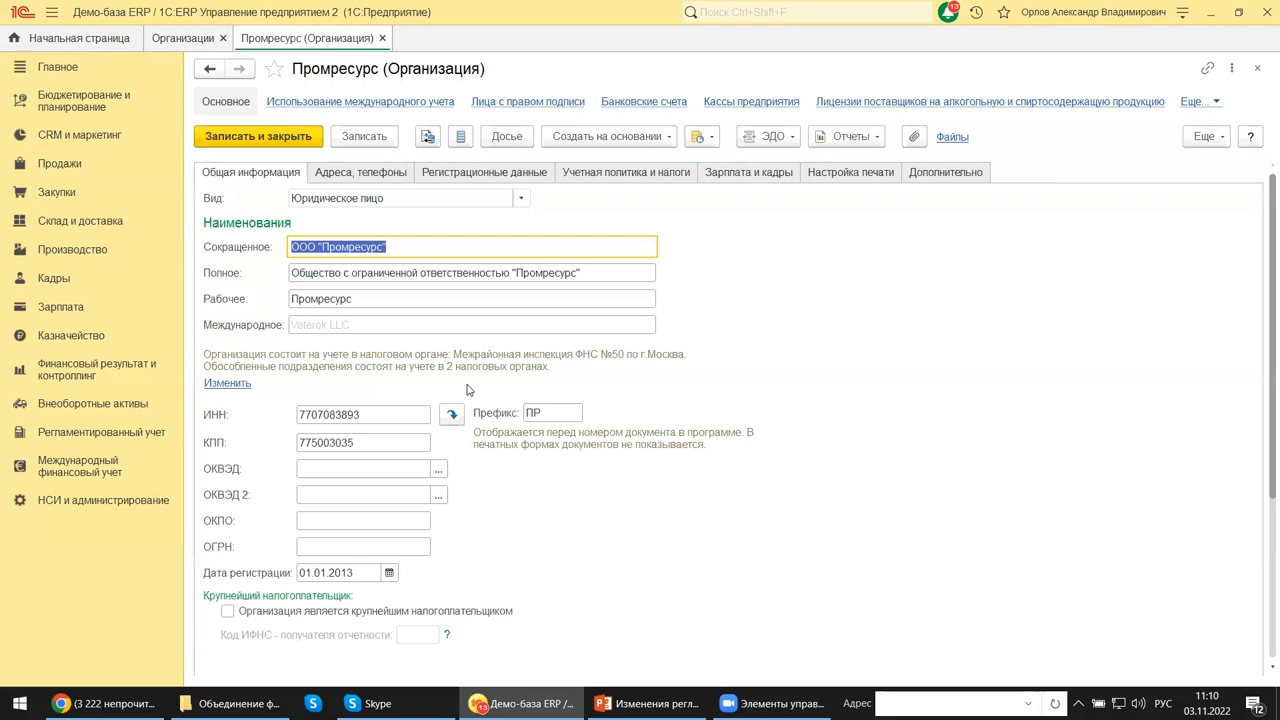 Демо-база ERP / 1С:ERP Управление предприятием 2 (1С:Предприятие)
Поиск Ctrl+Shift+F
13
Орлов Александр Владимирович
Начальная страница
Организации
Промресурс (Организация)
Главное
Бюджетирование и
планирование
CRM и маркетинг
Продажи
Закупки
Склад и доставка
Производство
Кадры
Зарплата
Казначейство
Финансовый результат и
контроллинг
Внеоборотные активы
Регламентированный учет
Международный
финансовый учет
НСИ и администрирование
Промресурс (Организация)
Основное Использование международного учета Лица с правом подписи Банковские счета Кассы предприятия Лицензии поставщиков на алкогольную и спиртосодержащую продукцию Еще...
Записать и закрыть Записать Досье Создать на основании ЭДО Отчеты Файлы Еще ?
Общая информация Адреса, телефоны Регистрационные данные Учетная политика и налоги Зарплата и кадры Настройка печати Дополнительно
Вид: Юридическое лицо
Наименования
Сокращенное: ООО "Промресурс"
Полное: Общество с ограниченной ответственностью "Промресурс"
Рабочее: Промресурс
Международное: Veterok LLC
Организация состоит на учете в налоговом органе: Межрайонная инспекция ФНС №50 по г.Москва.
Обособленные подразделения состоят на учете в 2 налоговых органах.
Изменить
ИНН: 7707083893 Префикс: ПР
Отображается перед номером документа в программе. В
печатных формах документов не показывается.
КПП: 775003035
ОКВЭД: ...
ОКВЭД 2: ...
ОКПО:
ОГРН:
Дата регистрации: 01.01.2013
Крупнейший налогоплательщик:
Организация является крупнейшим налогоплательщиком
Код ИФНС - получателя отчетности: ?
(3 222 непрочит...
Объединение ф...
Skype
13
Демо-база ERP /...
Изменения регл...
Элементы управ...
Адрес
РУС
11:10
03.11.2022
12